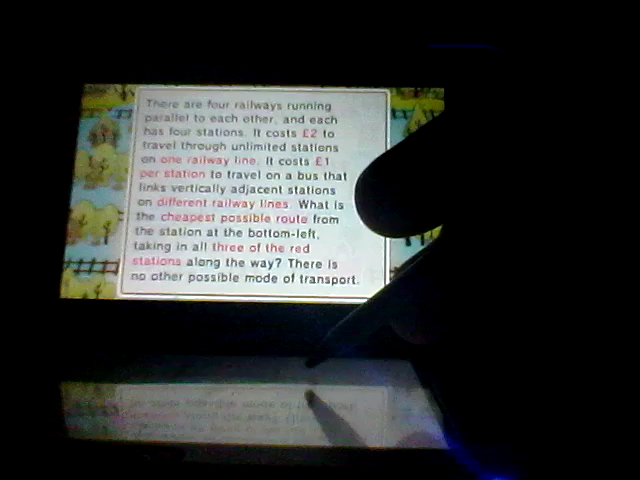 There are four railways running
parallel to each other, and each
has four stations. It costs £2 to
travel through unlimited stations
on one railway line. It costs £1
per station to travel on a bus that
links vertically adjacent stations
on different railway lines. What is
the cheapest possible route from
the station at the bottom-left,
taking in all three of the red
stations along the way? There is
no other possible mode of transport.